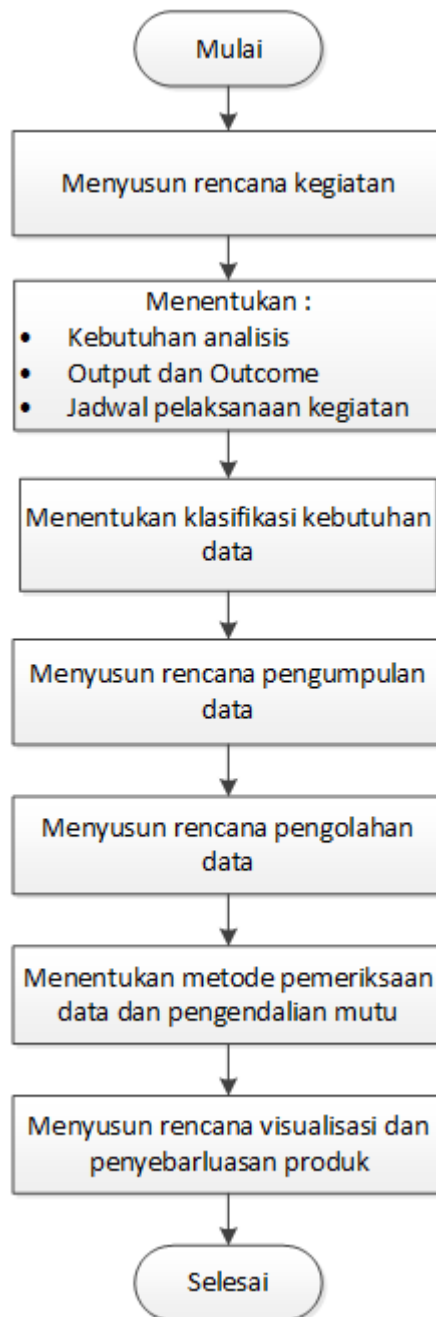 Mulai
Menyusun rencana kegiatan
Menentukan :
• Kebutuhan analisis
• Output dan Outcome
• Jadwal pelaksanaan kegiatan
Menentukan klasifikasi kebutuhan
data
Menyusun rencana pengumpulan
data
Menyusun rencana pengolahan
data
Menentukan metode pemeriksaan
data dan pengendalian mutu
Menyusun rencana visualisasi dan
penyebarluasan produk
Selesai